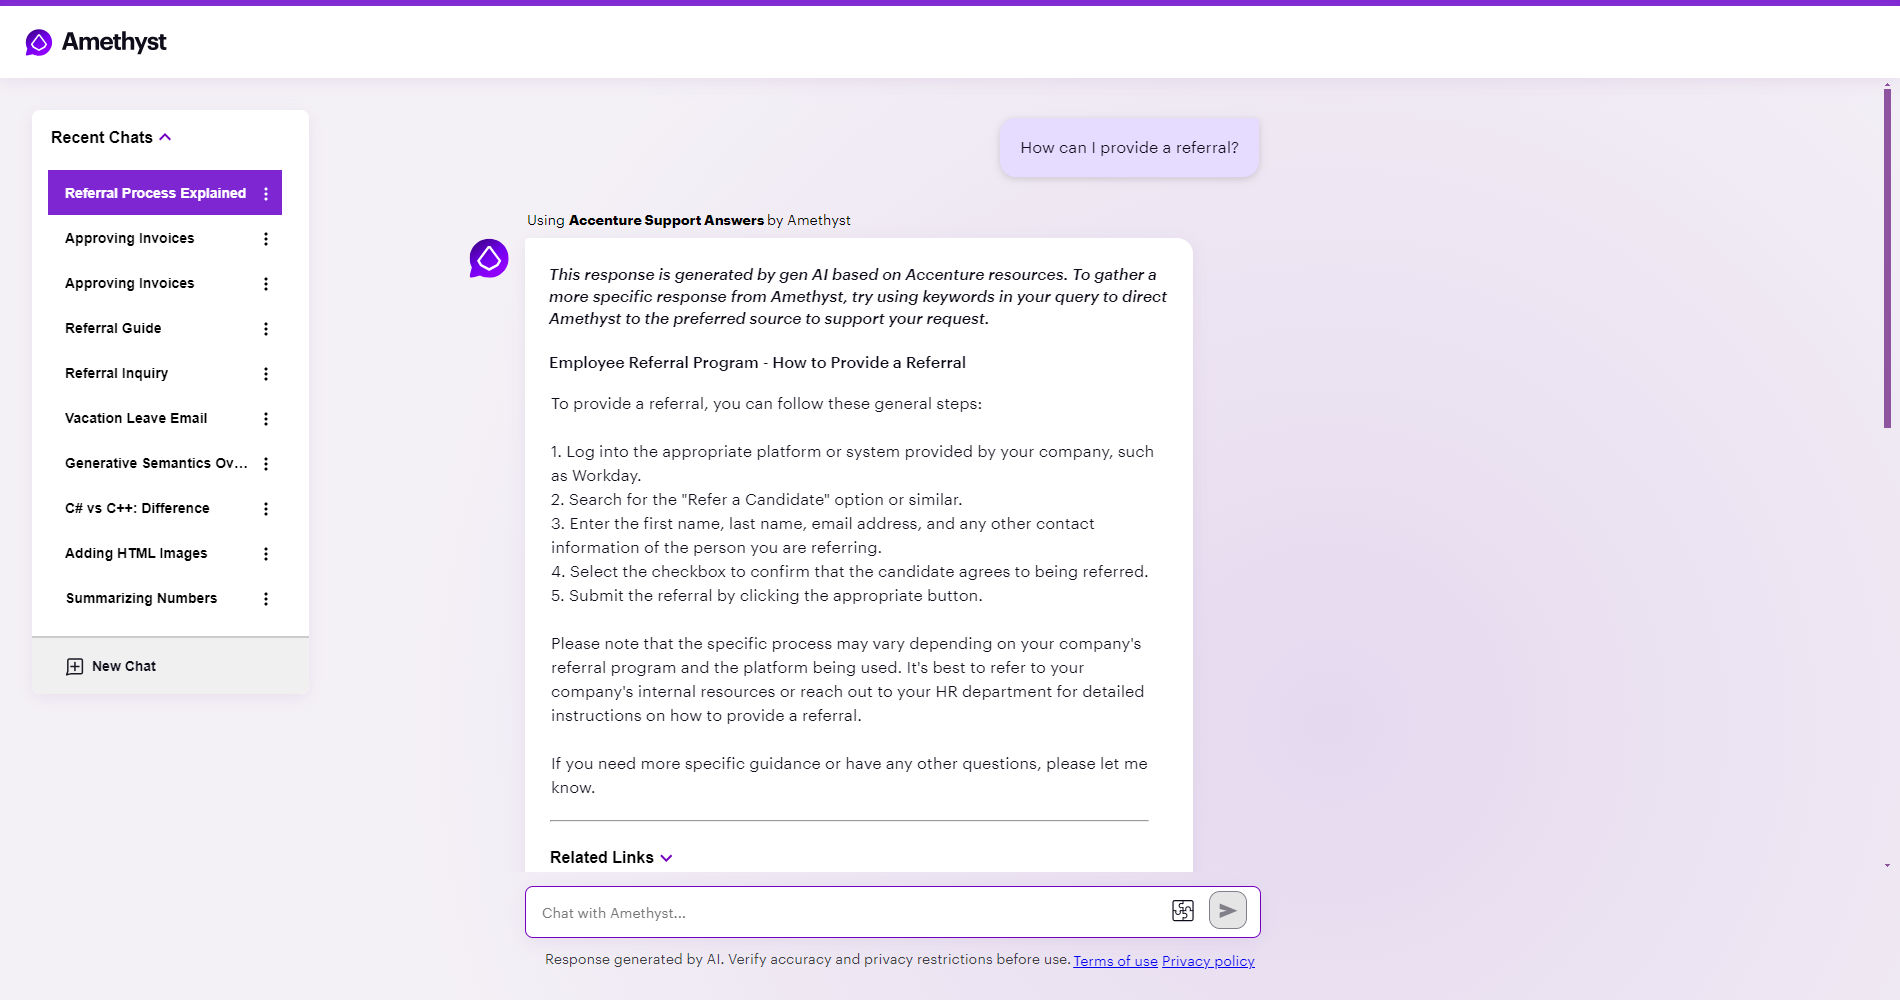 Amethyst
Recent Chats
Referral Process Explained
Approving Invoices
Approving Invoices
Referral Guide
Referral Inquiry
Vacation Leave Email
Generative Semantics Ov...
C# vs C++: Difference
Adding HTML Images
Summarizing Numbers
New Chat
How can I provide a referral?
Using Accenture Support Answers by Amethyst
This response is generated by gen AI based on Accenture resources. To gather a
more specific response from Amethyst, try using keywords in your query to direct
Amethyst to the preferred source to support your request.
Employee Referral Program - How to Provide a Referral
To provide a referral, you can follow these general steps:
1. Log into the appropriate platform or system provided by your company, such
as Workday.
2. Search for the "Refer a Candidate" option or similar.
3. Enter the first name, last name, email address, and any other contact
information of the person you are referring.
4. Select the checkbox to confirm that the candidate agrees to being referred.
5. Submit the referral by clicking the appropriate button.
Please note that the specific process may vary depending on your company's
referral program and the platform being used. It's best to refer to your
company's internal resources or reach out to your HR department for detailed
instructions on how to provide a referral.
If you need more specific guidance or have any other questions, please let me
know.
Related Links
Chat with Amethyst...
Response generated by AI. Verify accuracy and privacy restrictions before use. Terms of use Privacy policy